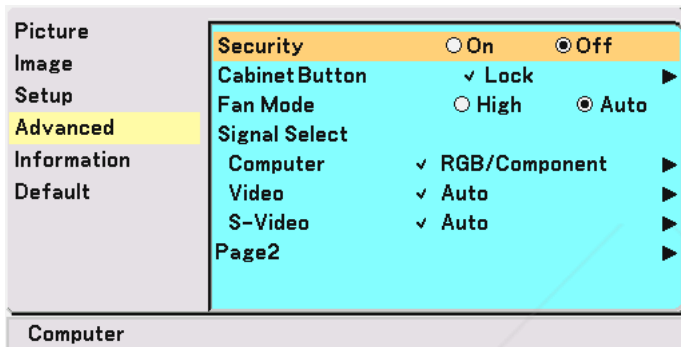 Picture
Image
Setup
Advanced
Information
Default
Security On Off
Cabinet Button ✓ Lock ▶
Fan Mode High Auto
Signal Select
Computer ✓ RGB/Component ▶
Video ✓ Auto ▶
S-Video ✓ Auto ▶
Page2 ▶
Computer